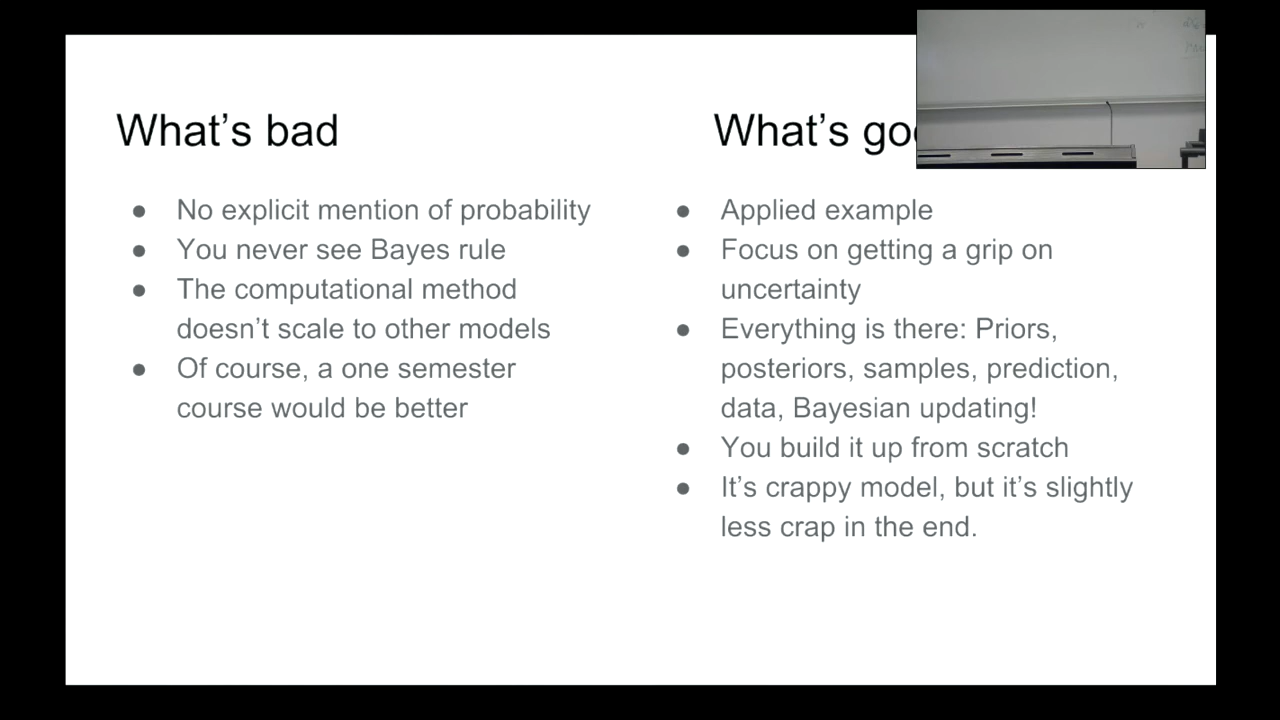 What's bad
● No explicit mention of probability
● You never see Bayes rule
● The computational method
doesn't scale to other models
● Of course, a one semester
course would be better
What's
● Applied example
● Focus on getting a grip on
uncertainty
● Everything is there: Priors,
posteriors, samples, prediction,
data, Bayesian updating!
● You build it up from scratch
● It's crappy model, but it's slightly
less crap in the end.